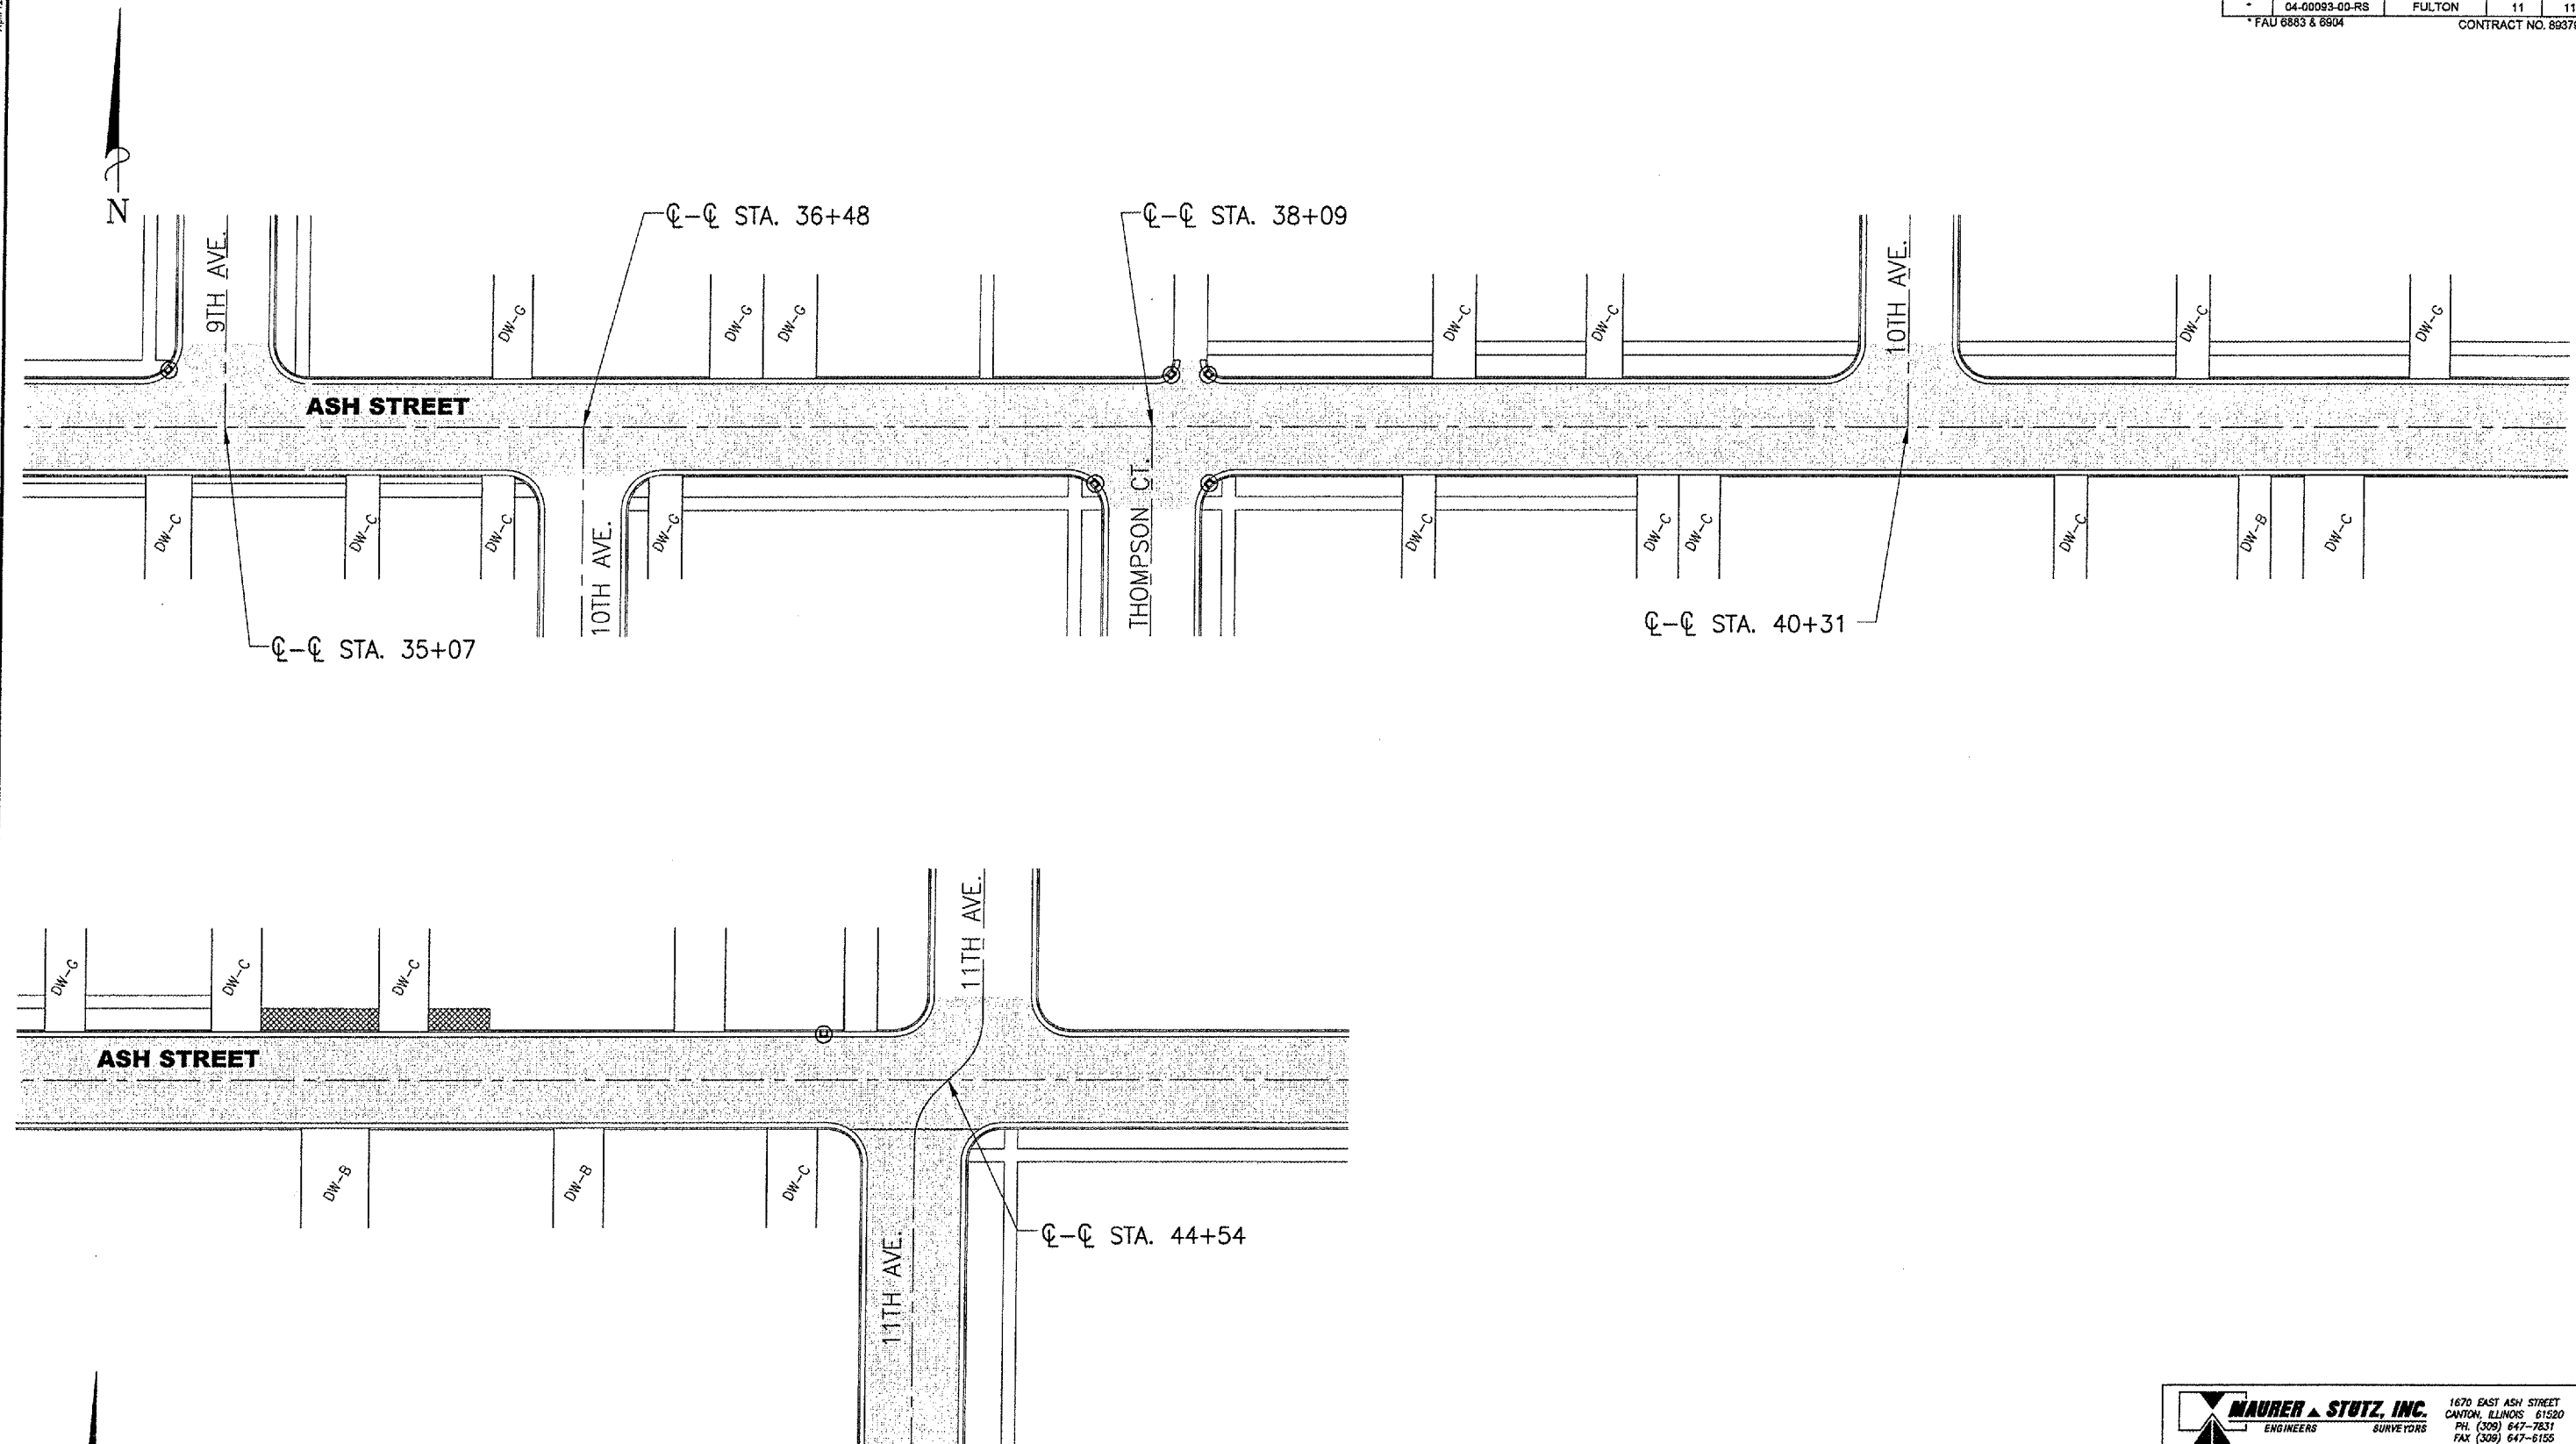 * 04-00093-00-RS FULTON 11 11
* FAU 6883 & 6904 CONTRACT NO. 89379
N
9TH AVE.
℄-℄ STA. 36+48
℄-℄ STA. 38+09
10TH AVE.
DW-G
DW-G
DW-G
DW-C
DW-C
DW-C
DW-G
ASH STREET
DW-C
DW-C
DW-C
10TH AVE.
DW-G
THOMPSON CT.
DW-C
DW-C
DW-C
DW-C
DW-B
DW-C
℄-℄ STA. 35+07
℄-℄ STA. 40+31
11TH AVE.
DW-G
DW-C
DW-C
ASH STREET
DW-B
DW-B
DW-C
℄-℄ STA. 44+54
11TH AVE.
MAURER & STUTZ, INC.
ENGINEERS SURVEYORS
1670 EAST ASH STREET
CANTON, ILLINOIS 61520
PH. (309) 647-7831
FAX (309) 647-6155